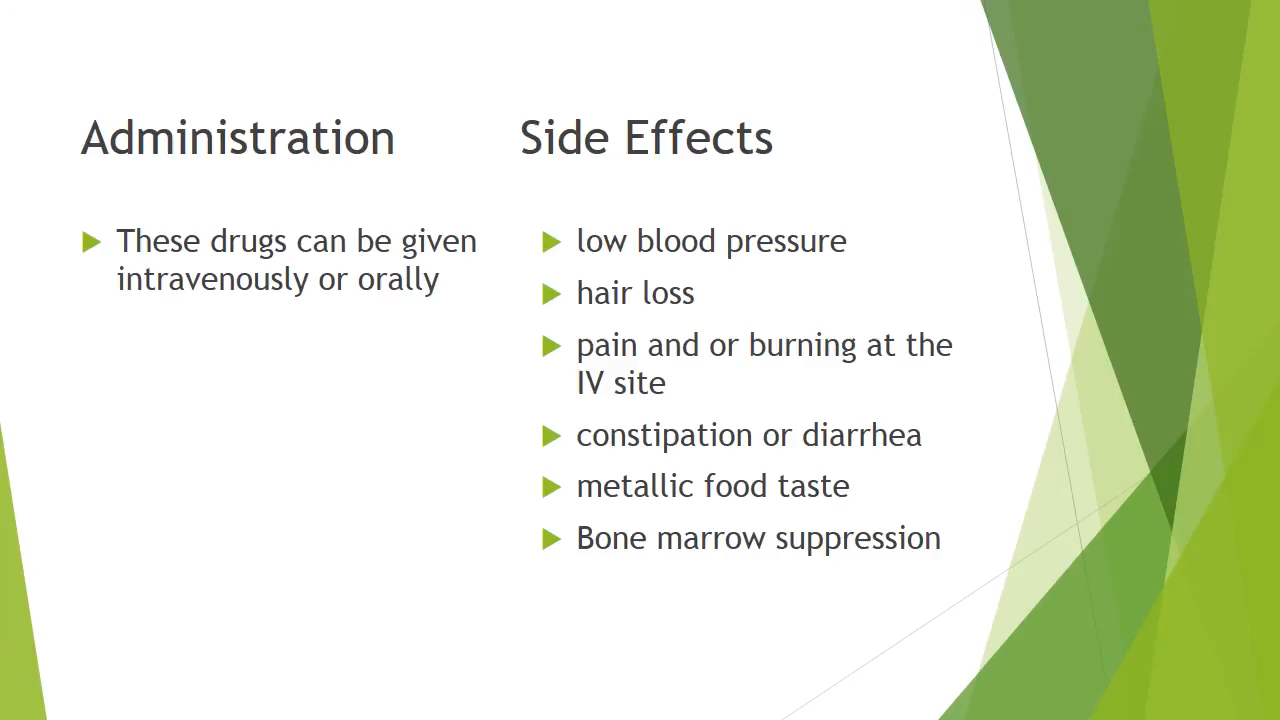 Administration
These drugs can be given
intravenously or orally
Side Effects
low blood pressure
hair loss
pain and or burning at the
IV site
constipation or diarrhea
metallic food taste
Bone marrow suppression